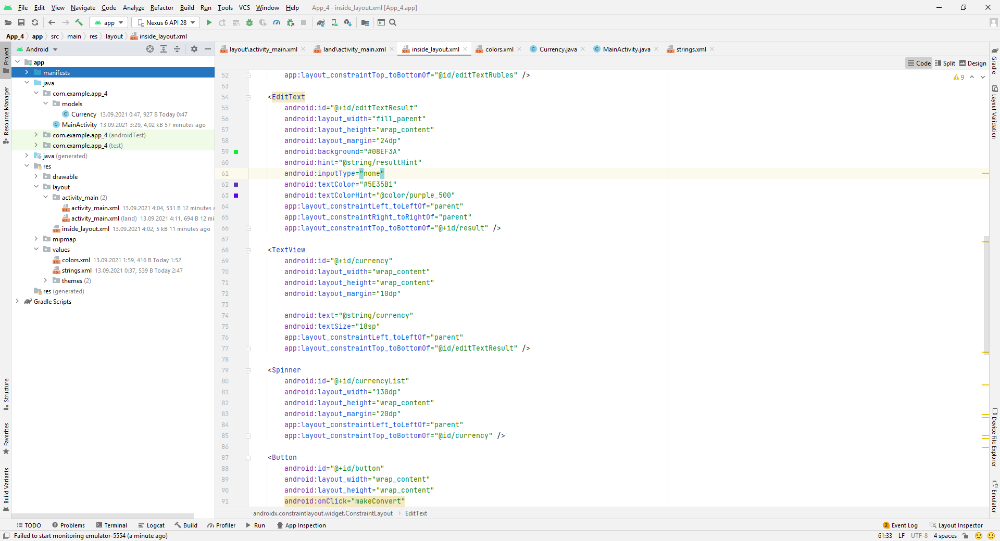 File Edit View Navigate Code Analyze Refactor Build Run Tools VCS Window Help App_4 - inside_layout.xml [App_4.app]
app Nexus 6 API 28
App_4 app src main res layout inside_layout.xml
Android
layout\activity_main.xml land\activity_main.xml inside_layout.xml colors.xml Currency.java MainActivity.java strings.xml
Code Split Design
9
Project
Resource Manager
Structure
Favorites
Build Variants
app
manifests
java
com.example.app_4
models
Currency 13.09.2021 0:47, 927 B Today 0:47
MainActivity 13.09.2021 3:29, 4,02 kB 57 minutes ago
com.example.app_4 (androidTest)
com.example.app_4 (test)
java (generated)
res
drawable
layout
activity_main (2)
activity_main.xml 13.09.2021 4:04, 531 B 12 minutes a
activity_main.xml (land) 13.09.2021 4:11, 694 B 12 mi
inside_layout.xml 13.09.2021 4:02, 5 kB 11 minutes ago
mipmap
values
colors.xml 13.09.2021 1:59, 416 B Today 1:52
strings.xml 13.09.2021 0:37, 539 B Today 2:47
themes (2)
res (generated)
Gradle Scripts
52 app:layout_constraintTop_toBottomOf="@id/editTextRubles" />
53
54 <EditText
55 android:id="@+id/editTextResult"
56 android:layout_width="fill_parent"
57 android:layout_height="wrap_content"
58 android:layout_margin="24dp"
59 android:background="#08EF3A"
60 android:hint="@string/resultHint"
61 android:inputType="none"
62 android:textColor="#5E35B1"
63 android:textColorHint="@color/purple_500"
64 app:layout_constraintLeft_toLeftOf="parent"
65 app:layout_constraintRight_toRightOf="parent"
66 app:layout_constraintTop_toBottomOf="@+id/result" />
67
68 <TextView
69 android:id="@+id/currency"
70 android:layout_width="wrap_content"
71 android:layout_height="wrap_content"
72 android:layout_margin="10dp"
73
74 android:text="@string/currency"
75 android:textSize="18sp"
76 app:layout_constraintLeft_toLeftOf="parent"
77 app:layout_constraintTop_toBottomOf="@id/editTextResult" />
78
79 <Spinner
80 android:id="@+id/currencyList"
81 android:layout_width="130dp"
82 android:layout_height="wrap_content"
83 android:layout_margin="20dp"
84 app:layout_constraintLeft_toLeftOf="parent"
85 app:layout_constraintTop_toBottomOf="@id/currency" />
86
87 <Button
88 android:id="@+id/button"
89 android:layout_width="wrap_content"
90 android:layout_height="wrap_content"
91 android:onClick="makeConvert"
androidx.constraintlayout.widget.ConstraintLayout EditText
Gradle
Layout Validation
Device File Explorer
Emulator
TODO Problems Terminal Logcat Build Profiler Run App Inspection 2 Event Log Layout Inspector
Failed to start monitoring emulator-5554 (a minute ago) 61:33 LF UTF-8 4 spaces